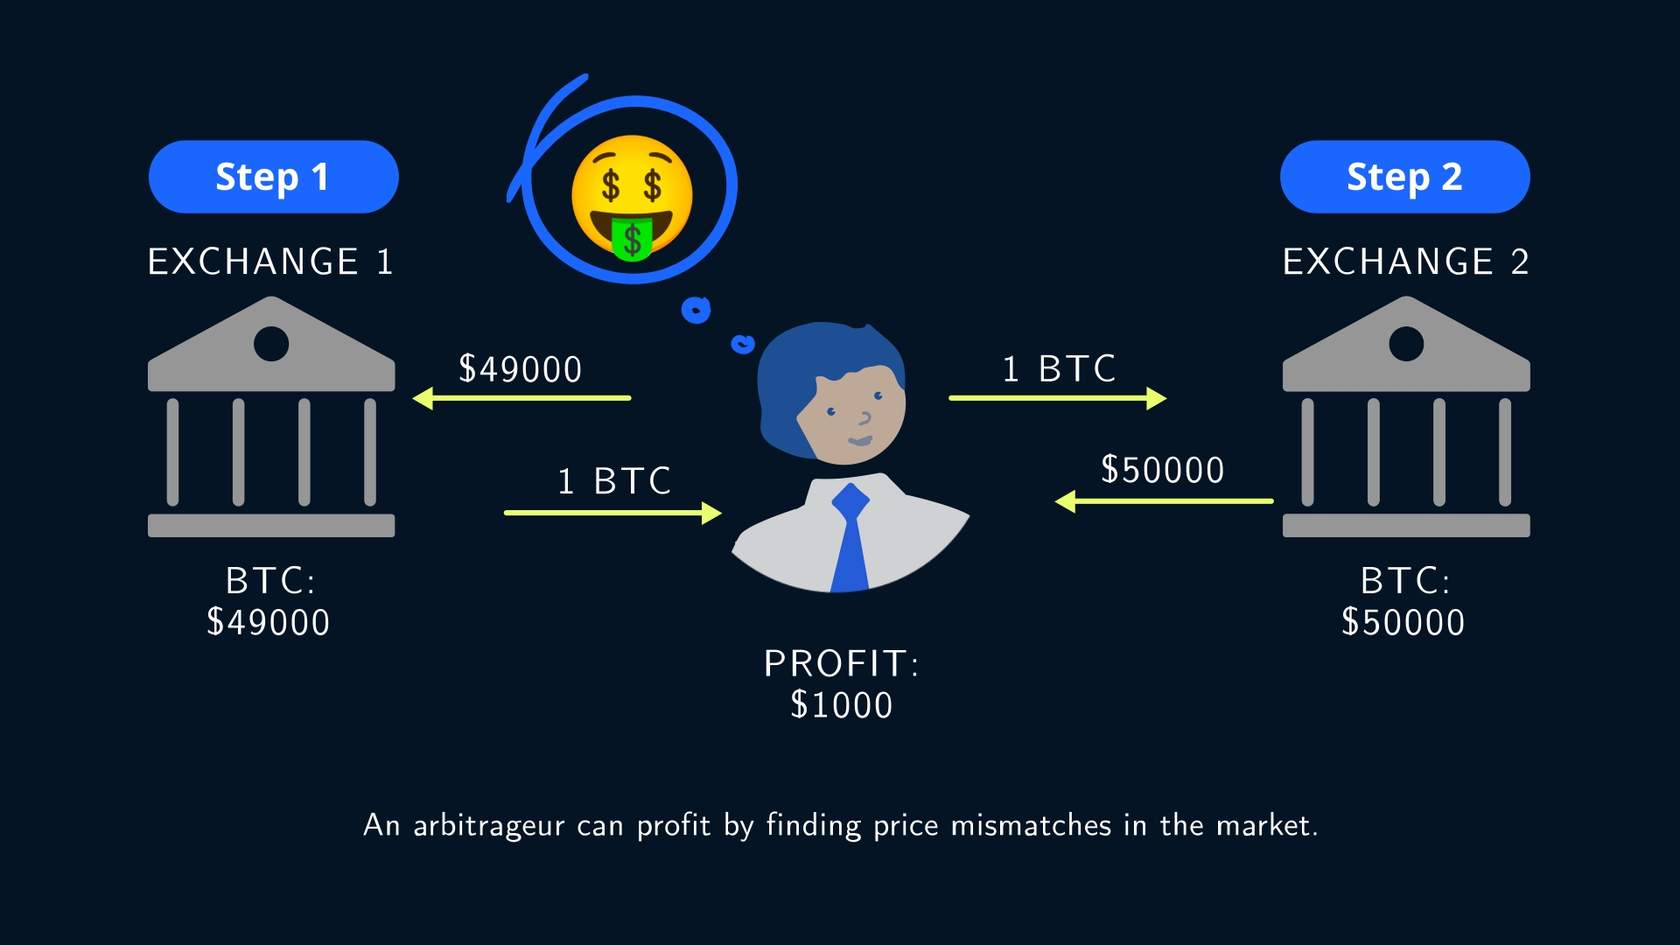 Step 1
EXCHANGE 1
$49000
1 BTC
BTC:
$49000
$ $
$
PROFIT:
$1000
Step 2
EXCHANGE 2
1 BTC
$50000
BTC:
$50000
An arbitrageur can profit by finding price mismatches in the market.